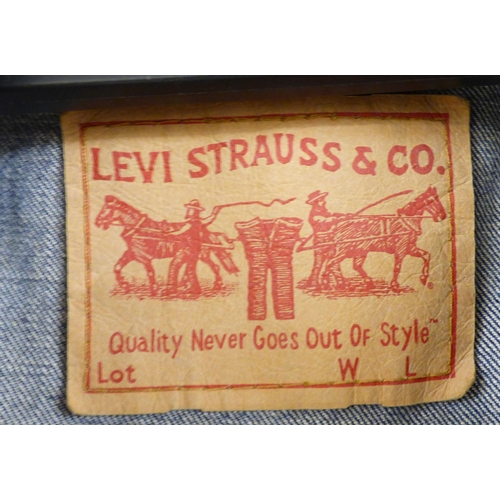 LEVI STRAUSS & CO.
Quality Never Goes Out Of Style™
Lot W L